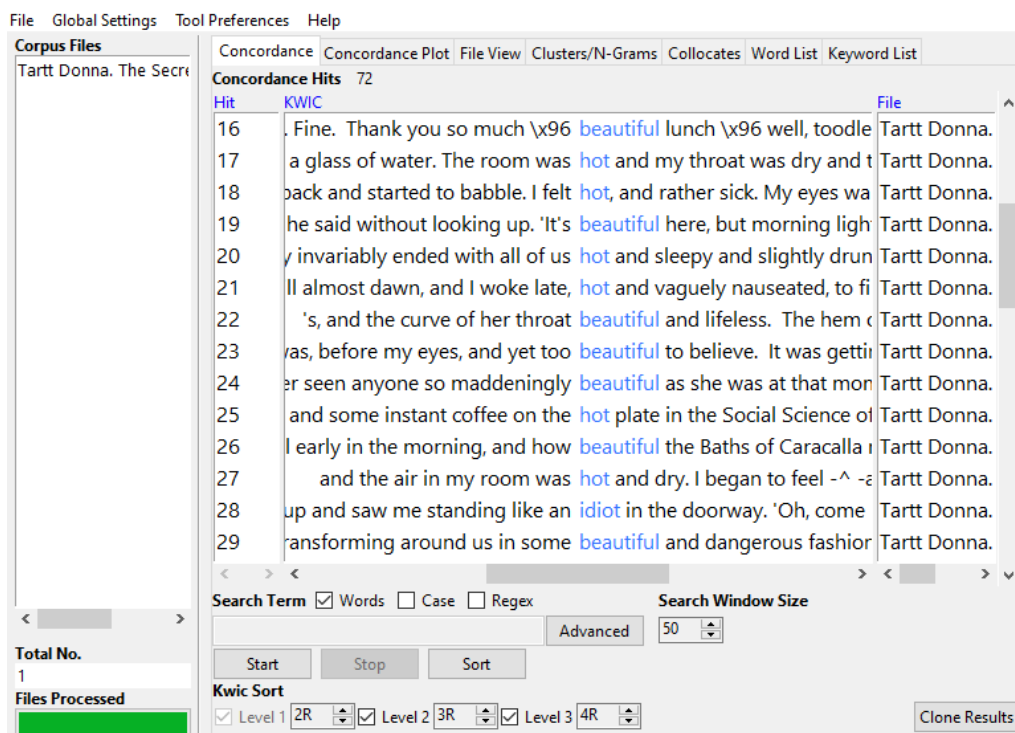 File Global Settings Tool Preferences Help
Corpus Files
Tartt Donna. The Secre
Total No.
1
Files Processed
Concordance Concordance Plot File View Clusters/N-Grams Collocates Word List Keyword List
Concordance Hits 72
Hit KWIC File
16 . Fine. Thank you so much \x96 beautiful lunch \x96 well, toodle Tartt Donna.
17 a glass of water. The room was hot and my throat was dry and t Tartt Donna.
18 back and started to babble. I felt hot, and rather sick. My eyes wa Tartt Donna.
19 he said without looking up. 'It's beautiful here, but morning ligh Tartt Donna.
20 y invariably ended with all of us hot and sleepy and slightly drun Tartt Donna.
21 ll almost dawn, and I woke late, hot and vaguely nauseated, to fi Tartt Donna.
22 's, and the curve of her throat beautiful and lifeless. The hem o Tartt Donna.
23 was, before my eyes, and yet too beautiful to believe. It was gettin Tartt Donna.
24 er seen anyone so maddeningly beautiful as she was at that mon Tartt Donna.
25 and some instant coffee on the hot plate in the Social Science of Tartt Donna.
26 l early in the morning, and how beautiful the Baths of Caracalla r Tartt Donna.
27 and the air in my room was hot and dry. I began to feel -^ -a Tartt Donna.
28 up and saw me standing like an idiot in the doorway. 'Oh, come Tartt Donna.
29 ransforming around us in some beautiful and dangerous fashion Tartt Donna.
Search Term Words Case Regex Search Window Size
Advanced 50
Start Stop Sort
Kwic Sort
Level 1 2R Level 2 3R Level 3 4R Clone Results